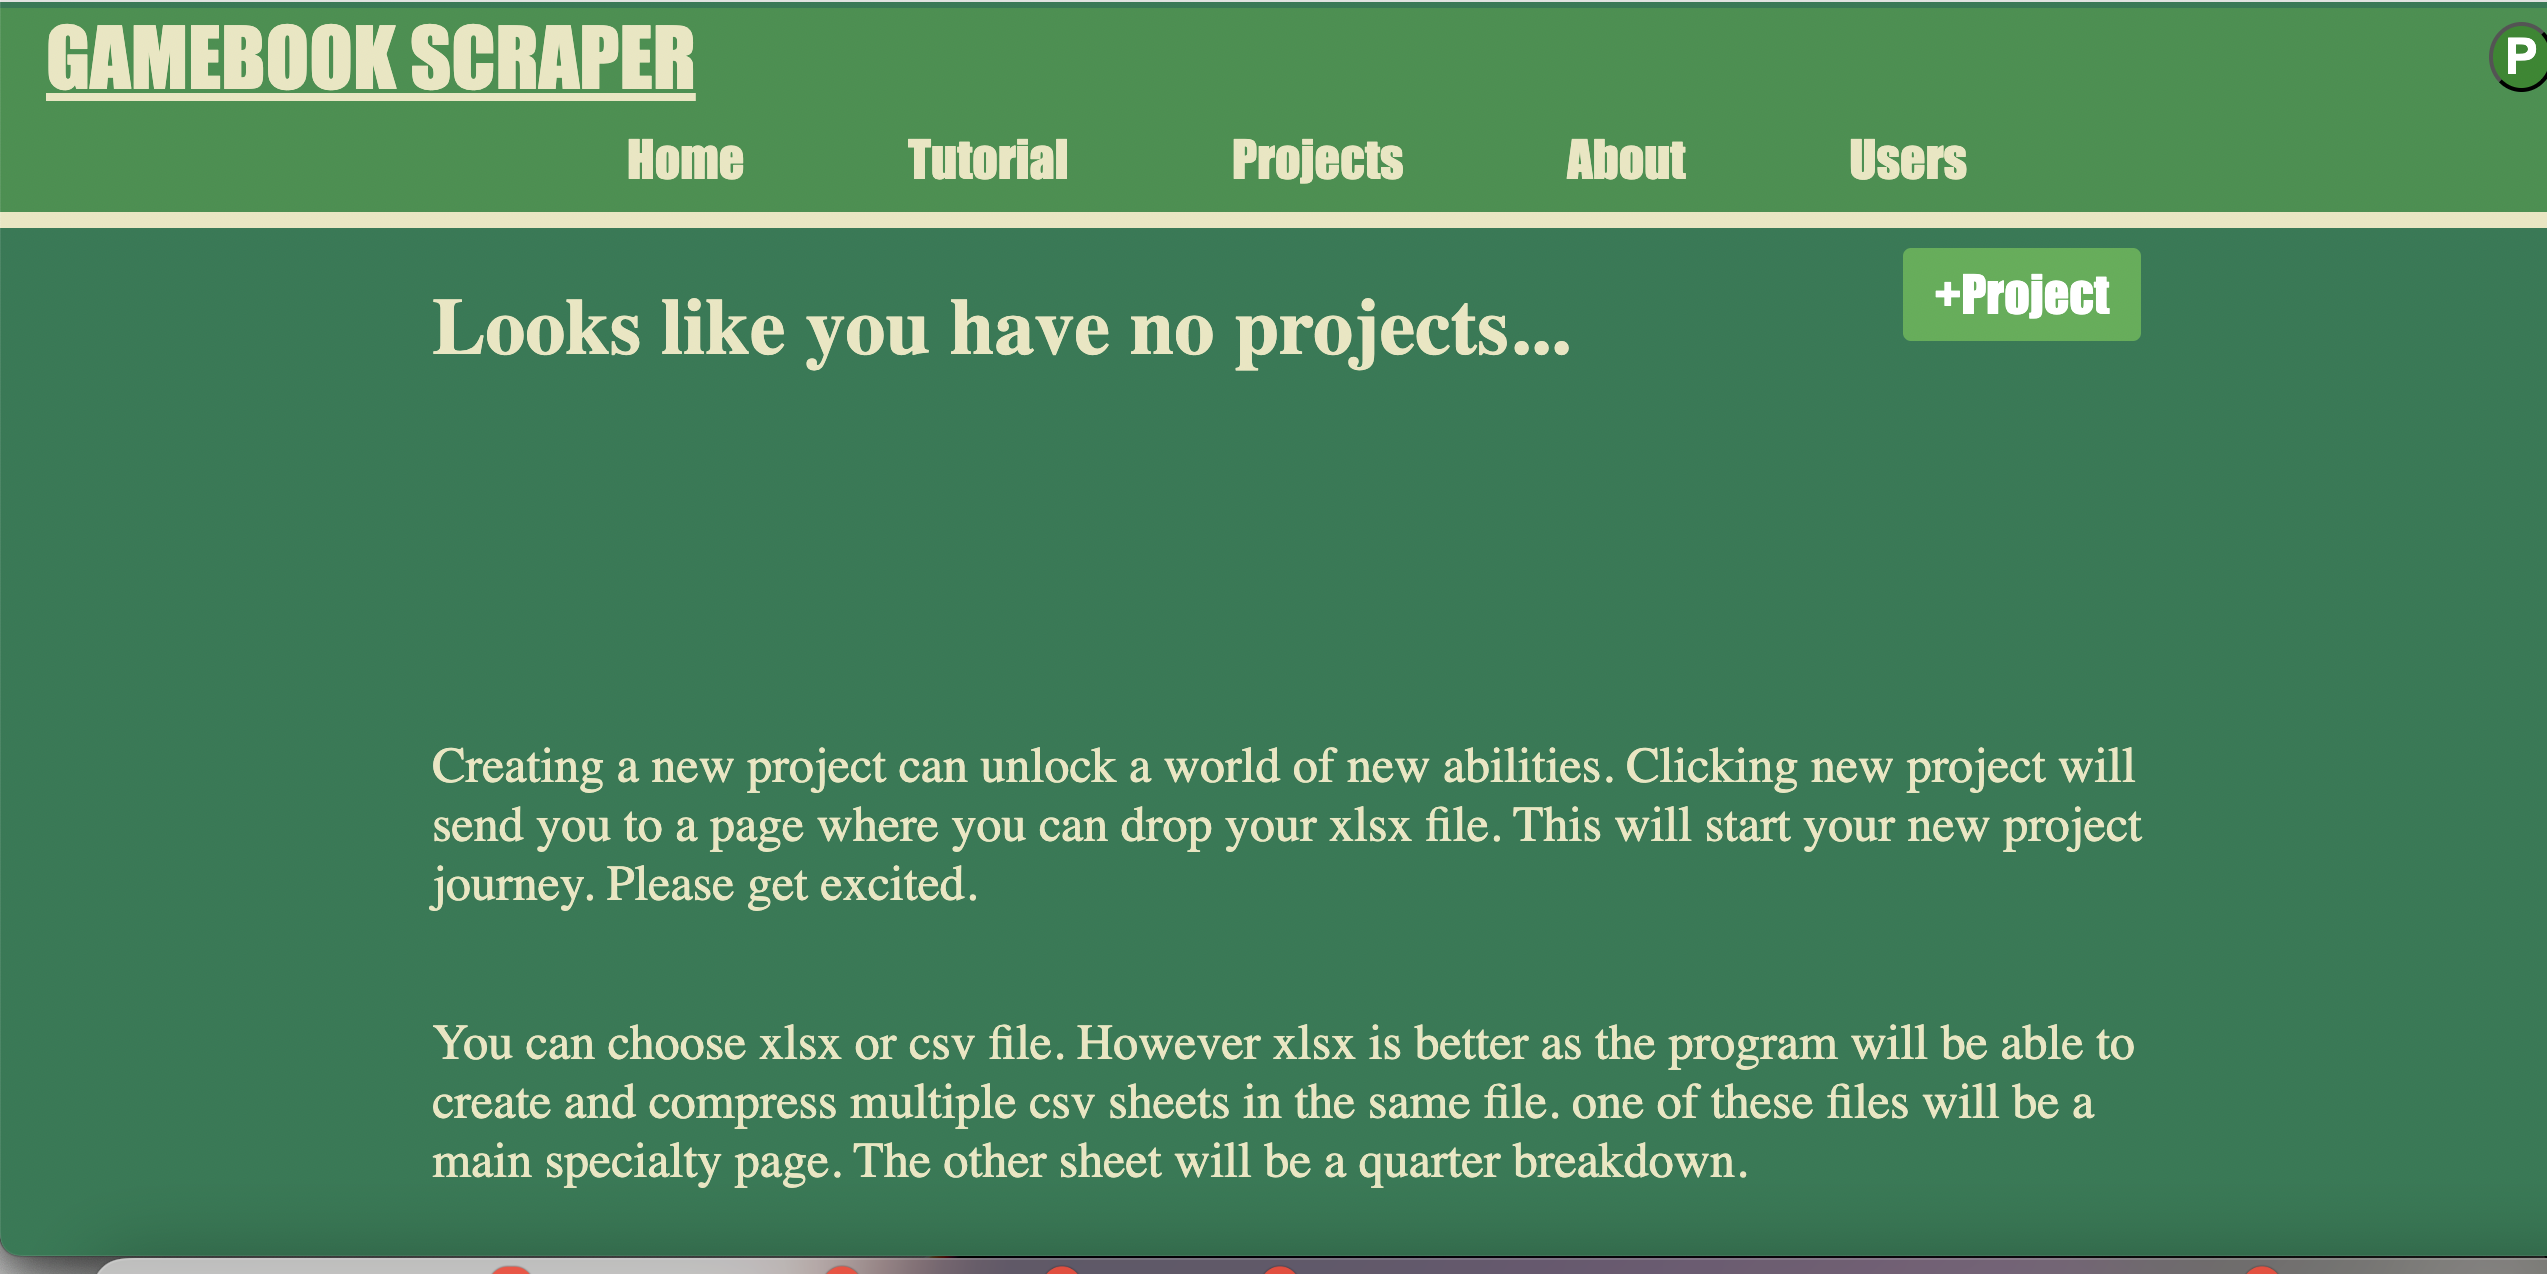 GAMEBOOK SCRAPER
P
Home Tutorial Projects About Users
+Project
Looks like you have no projects...
Creating a new project can unlock a world of new abilities. Clicking new project will
send you to a page where you can drop your xlsx file. This will start your new project
journey. Please get excited.
You can choose xlsx or csv file. However xlsx is better as the program will be able to
create and compress multiple csv sheets in the same file. one of these files will be a
main specialty page. The other sheet will be a quarter breakdown.